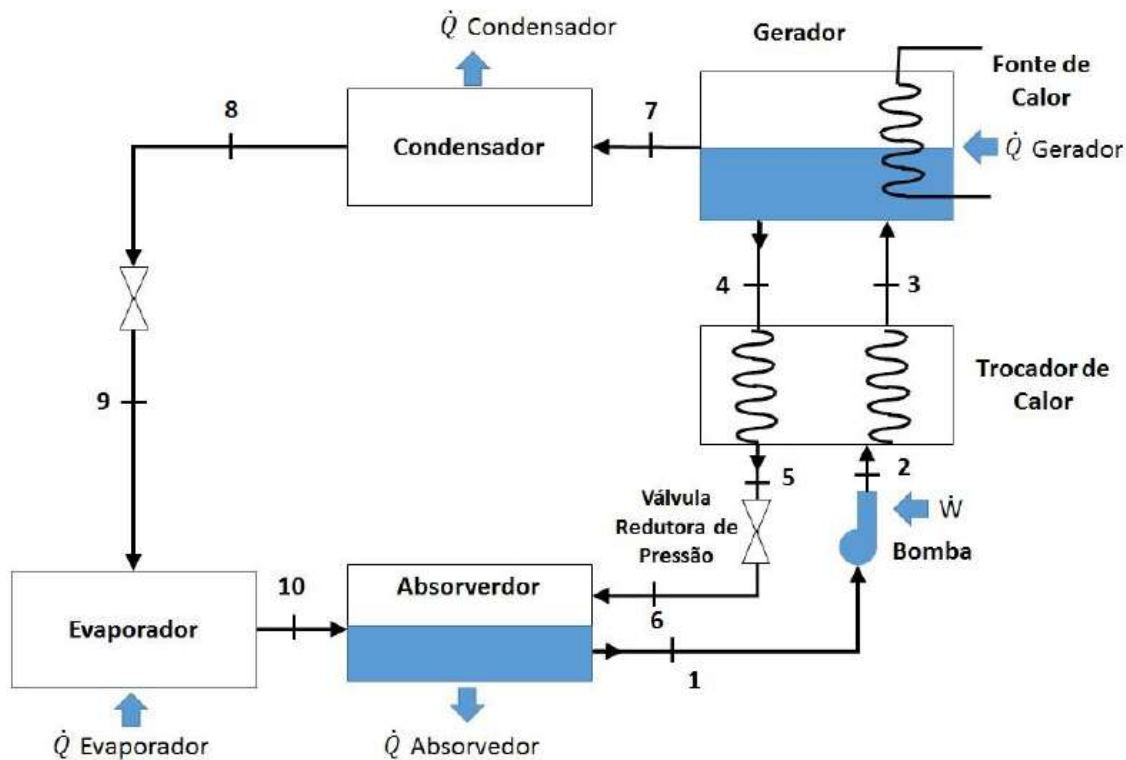 Q̇ Condensador
Gerador
Fonte de
Calor
8
7
Condensador
Q̇ Gerador
4
3
Trocador de
Calor
9
5
2
Válvula
Redutora de
Pressão
Ẇ
Bomba
10
Absorverdor
Evaporador
6
1
Q̇ Evaporador
Q̇ Absorvedor